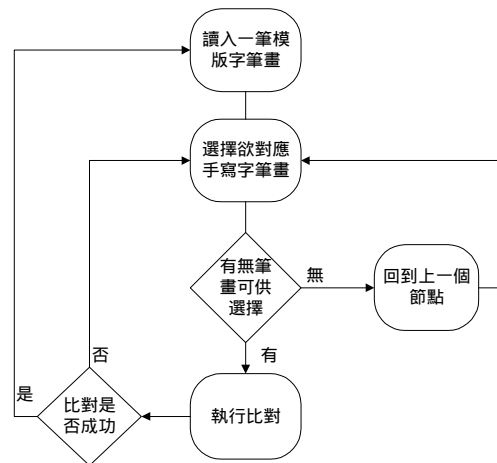 讀入一筆模
版字筆畫
選擇欲對應
手寫字筆畫
有無筆
畫可供
選擇
無
回到上一個
節點
有
執行比對
比對是
否成功
否
是